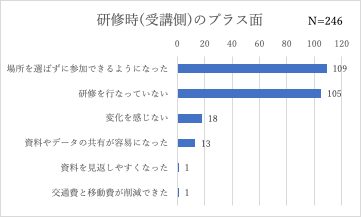 研修時(受講側)のプラス面
N=246
0 20 40 60 80 100 120
場所を選ばずに参加できるようになった 109
研修を行なっていない 105
変化を感じない 18
資料やデータの共有が容易になった 13
資料を見返しやすくなった 1
交通費と移動費が削減できた 1